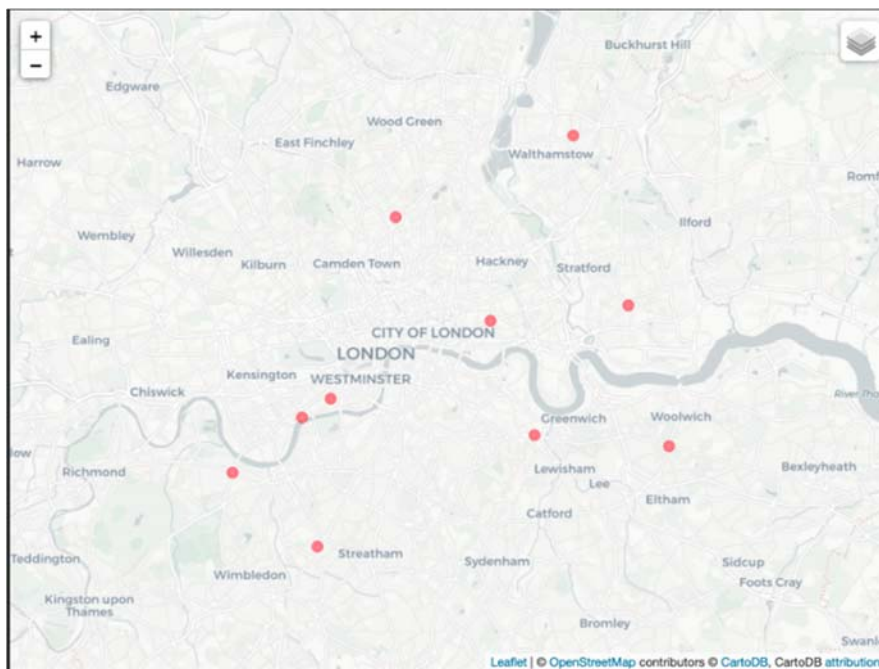 +
−
Buckhurst Hill
Edgware
Wood Green
East Finchley
Walthamstow
Harrow
Romf
Ilford
Wembley
Willesden
Kilburn
Camden Town
Hackney
Stratford
CITY OF LONDON
Ealing
LONDON
Kensington
WESTMINSTER
Chiswick
River Tha
Greenwich
Woolwich
low
Richmond
Lewisham
Bexleyheath
Lee
Eltham
Catford
Streatham
Teddington
Sydenham
Sidcup
Wimbledon
Foots Cray
Kingston upon
Thames
Bromley
Swanl
Leaflet | © OpenStreetMap contributors © CartoDB, CartoDB attribution